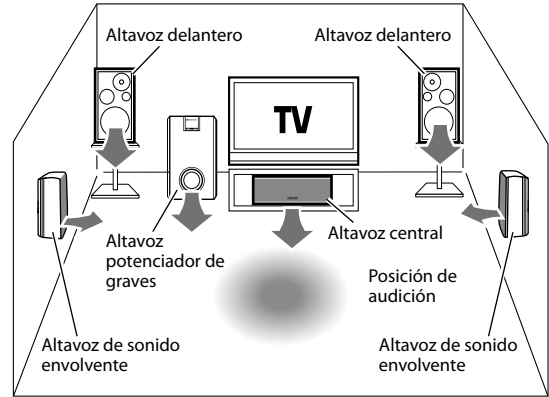 Altavoz delantero
Altavoz delantero
TV
Altavoz
potenciador de
graves
Altavoz central
Posición de
audición
Altavoz de sonido
envolvente
Altavoz de sonido
envolvente